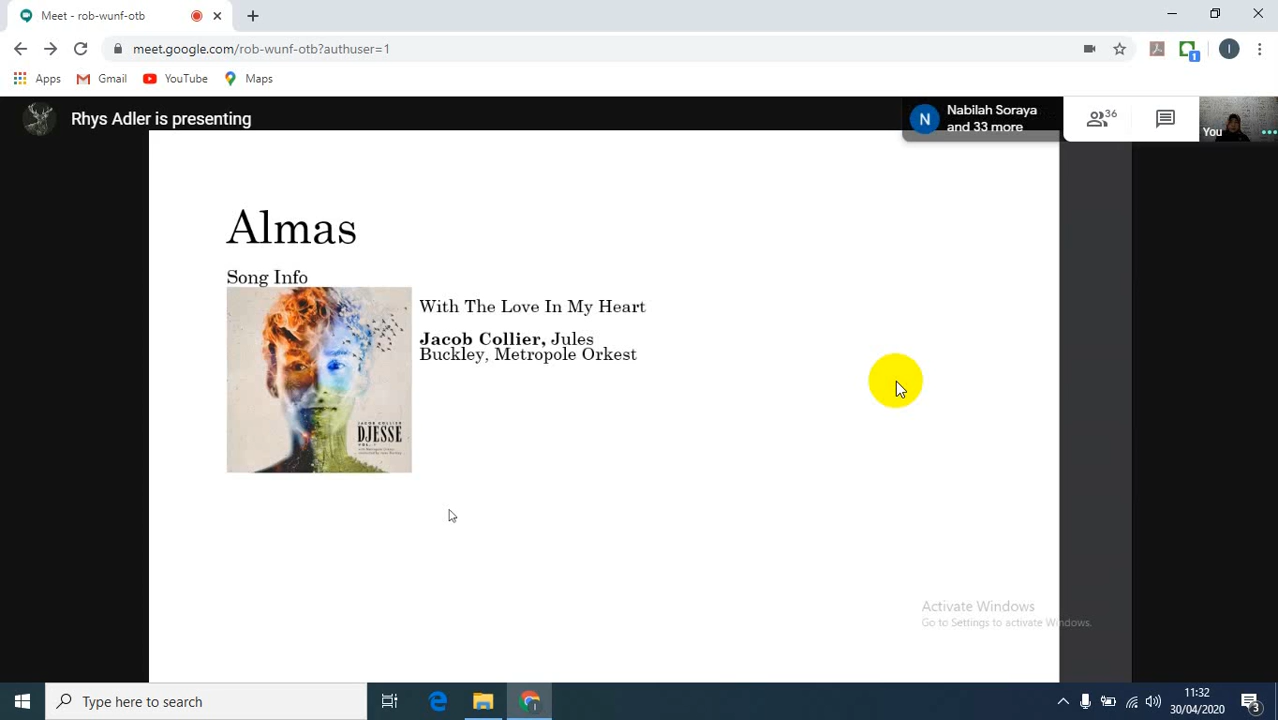 Meet - rob-wunf-otb
meet.google.com/rob-wunf-otb?authuser=1
I
1
Apps
Gmail
YouTube
Maps
Rhys Adler is presenting
N
Nabilah Soraya
and 33 more
36
You
Almas
Song Info
With The Love In My Heart
Jacob Collier, Jules
Buckley, Metropole Orkest
JACOB COLLIER
DJESSE
VOL. 1
Activate Windows
Go to Settings to activate Windows.
Type here to search
11:32
30/04/2020
3